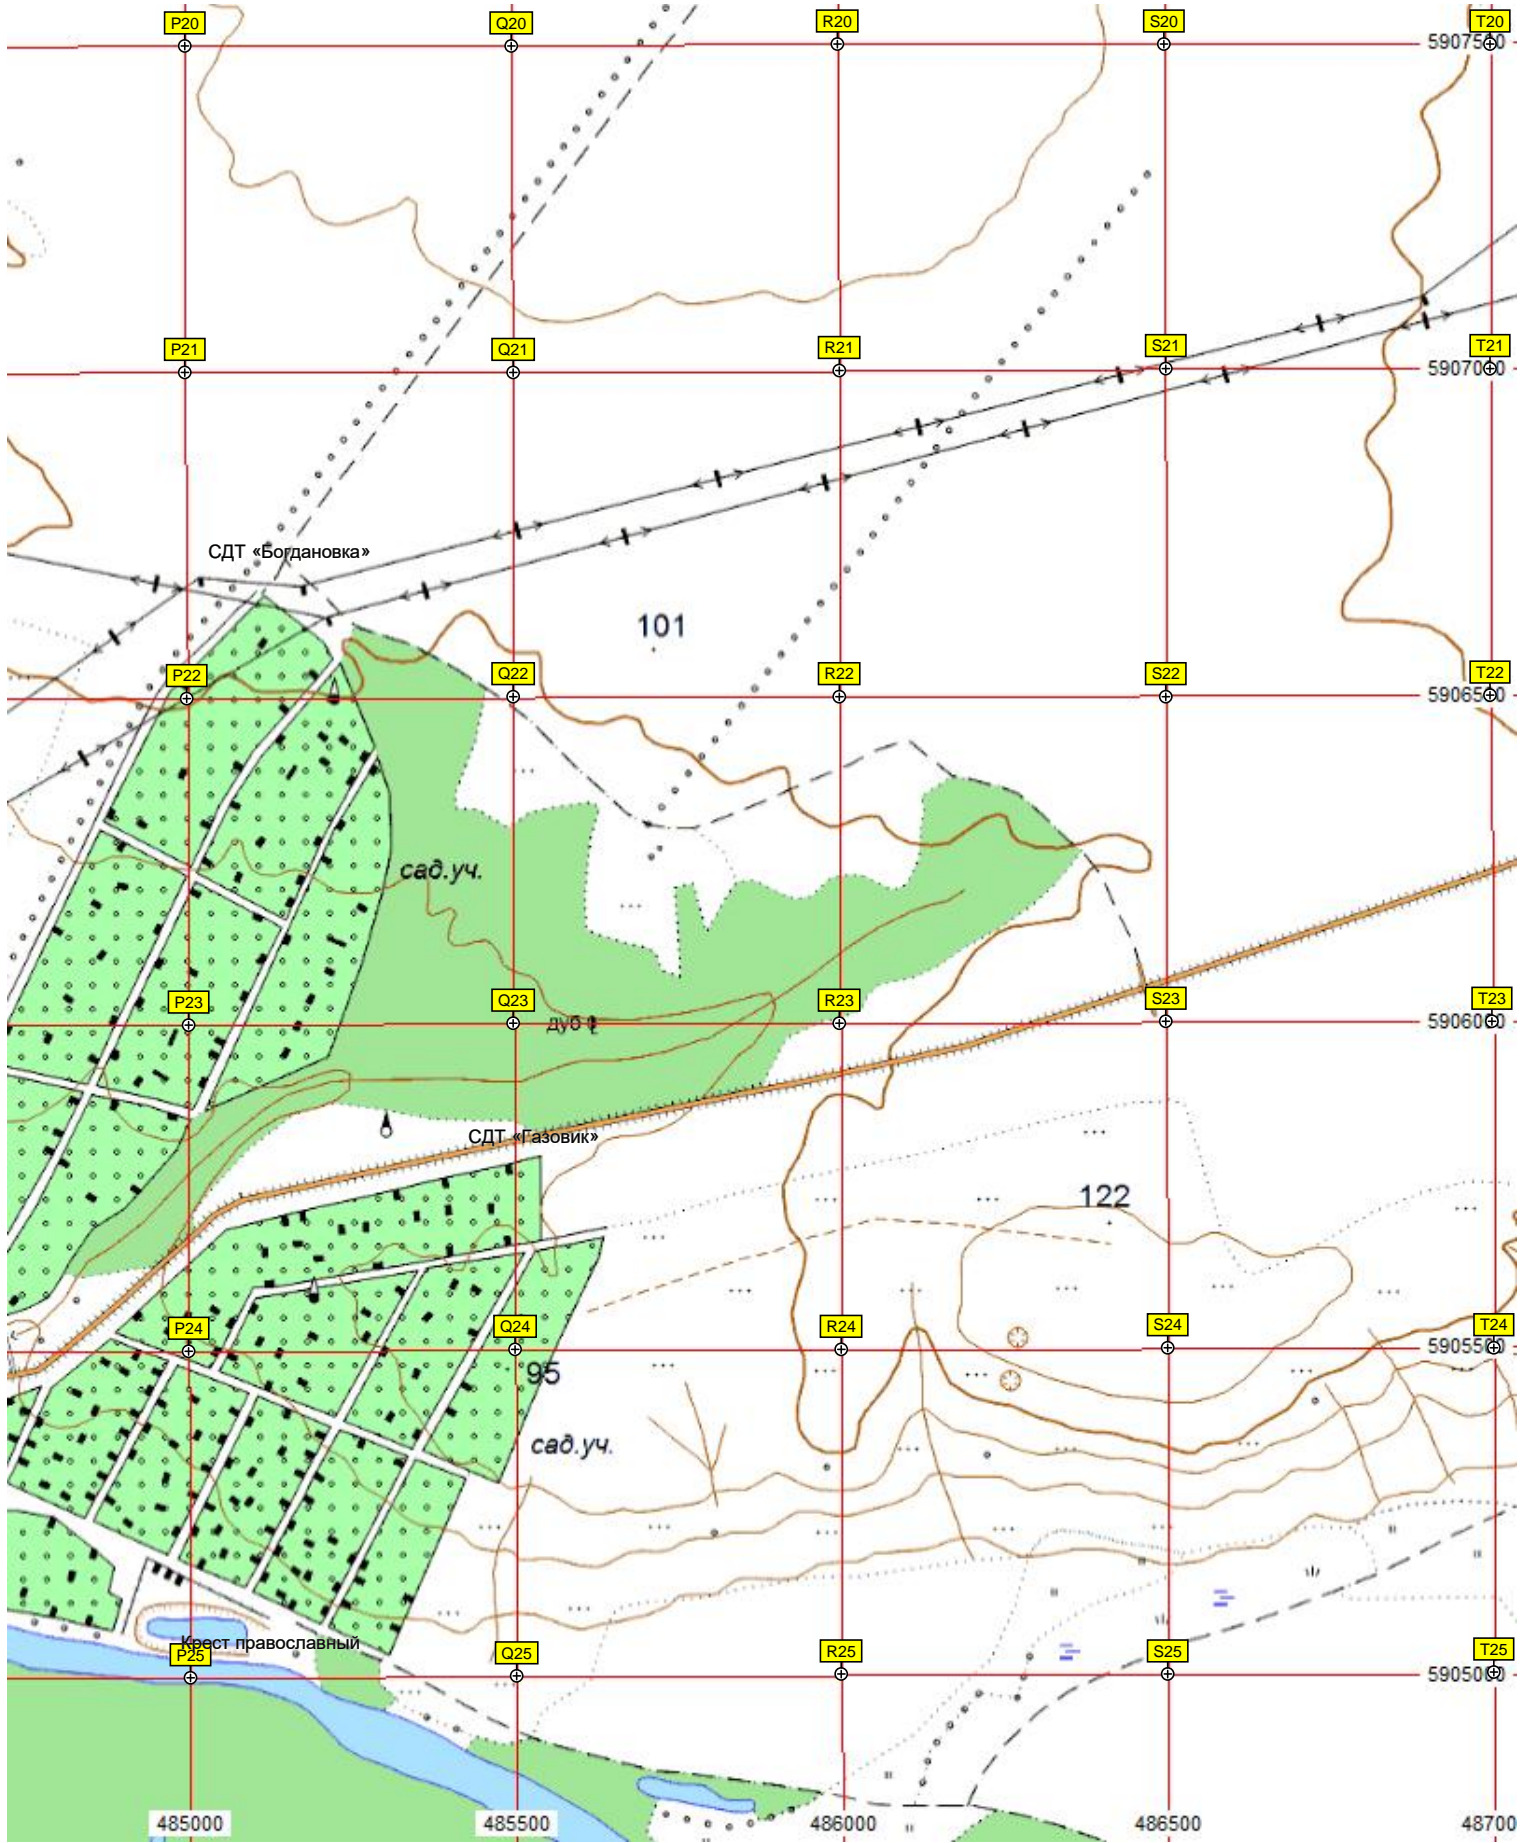 P20 Q20 R20 S20 T20
5907500
P21 Q21 R21 S21 T21
5907000
СДТ «Богдановка»
101
P22 Q22 R22 S22 T22
5906500
сад.уч.
P23 Q23 R23 S23 T23
дуб
5906000
СДТ «Газовик»
122
P24 Q24 R24 S24 T24
5905500
95
сад.уч.
Крест православный
P25 Q25 R25 S25 T25
5905000
485000 485500 486000 486500 48700